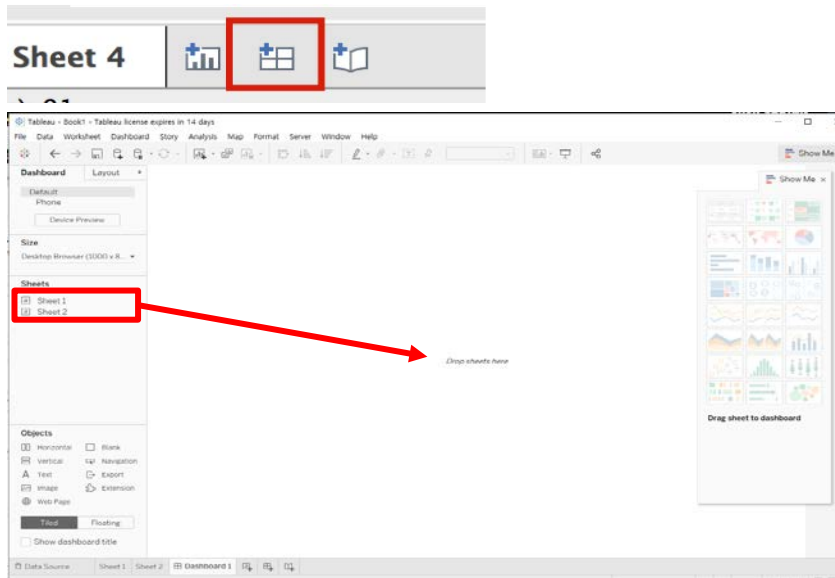 Sheet 4
Tableau - Book1 - Tableau license expires in 14 days
File Data Worksheet Dashboard Story Analysis Map Format Server Window Help
Show Me
Dashboard Layout
Show Me ×
Default
Phone
Device Preview
Size
Desktop Browser (1000 x 8...
Sheets
Sheet 1
Sheet 2
Drop sheets here
Drag sheet to dashboard
Objects
Horizontal Blank
Vertical Navigation
A Text Export
Image Extension
Web Page
Tiled Floating
Show dashboard title
Data Source Sheet 1 Sheet 2 Dashboard 1